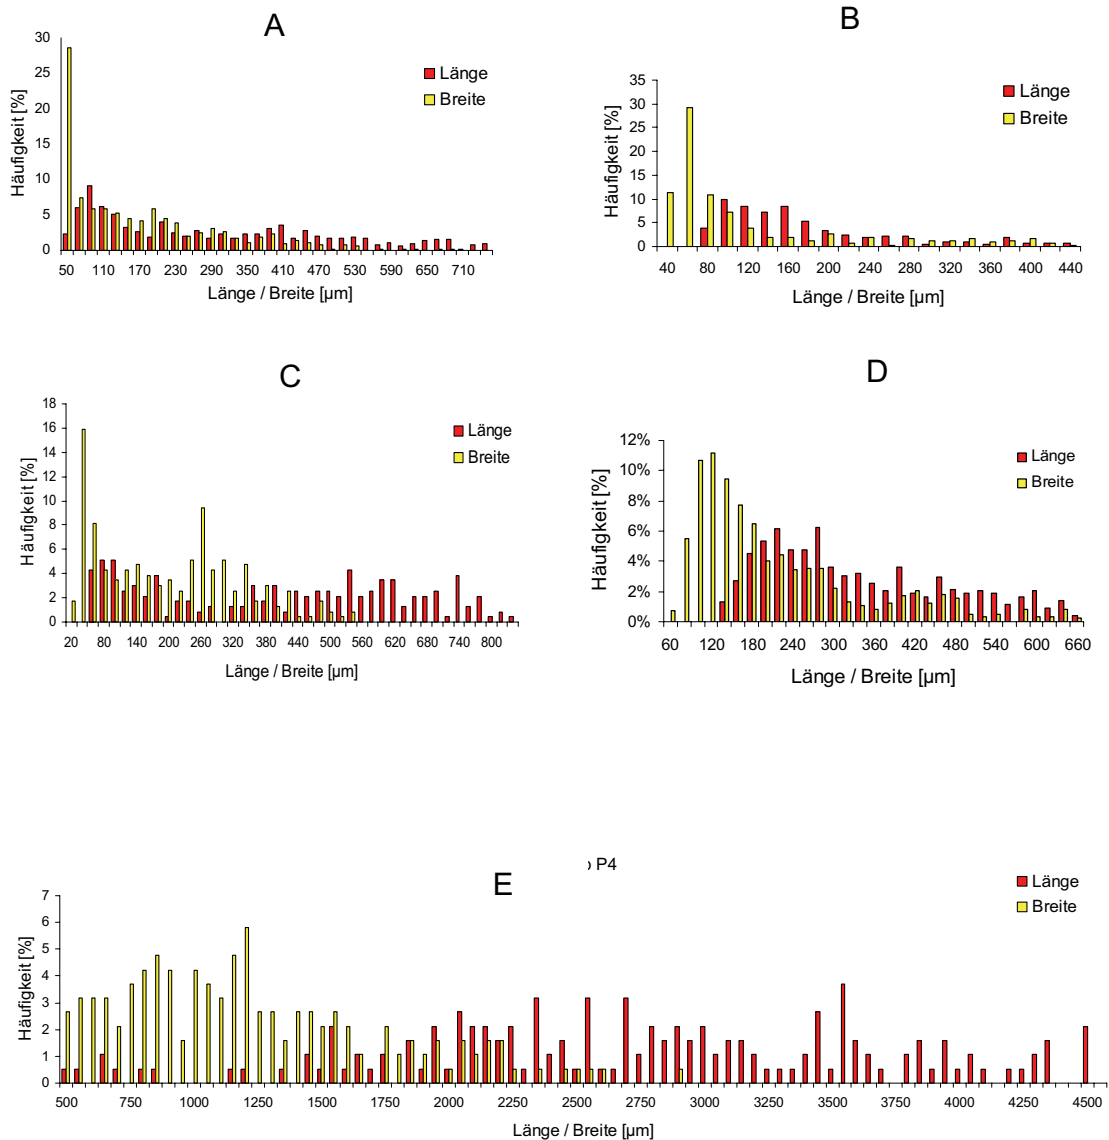 A
30
25
20
15
10
5
0
Häufigkeit [%]
Länge
Breite
50 110 170 230 290 350 410 470 530 590 650 710
Länge / Breite [µm]
B
35
30
25
20
15
10
5
0
Häufigkeit [%]
Länge
Breite
40 80 120 160 200 240 280 320 360 400 440
Länge / Breite [µm]
C
18
16
14
12
10
8
6
4
2
0
Häufigkeit [%]
Länge
Breite
20 80 140 200 260 320 380 440 500 560 620 680 740 800
Länge / Breite [µm]
D
12%
10%
8%
6%
4%
2%
0%
Häufigkeit [%]
Länge
Breite
60 120 180 240 300 360 420 480 540 600 660
Länge / Breite [µm]
P4
E
7
6
5
4
3
2
1
0
Häufigkeit [%]
Länge
Breite
500 750 1000 1250 1500 1750 2000 2250 2500 2750 3000 3250 3500 3750 4000 4250 4500
Länge / Breite [µm]